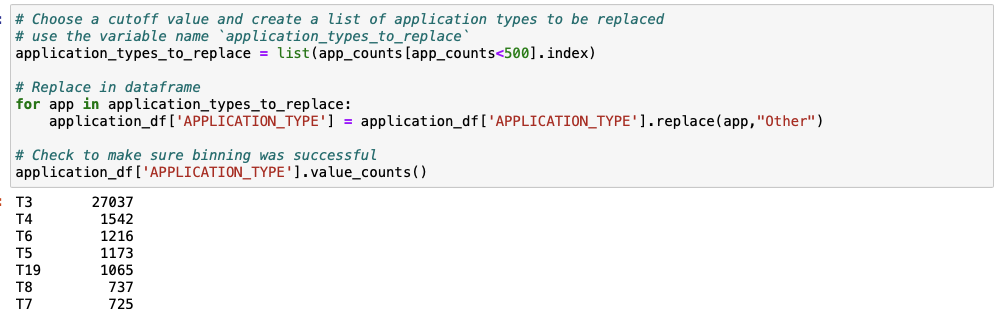 # Choose a cutoff value and create a list of application types to be replaced
# use the variable name `application_types_to_replace`
application_types_to_replace = list(app_counts[app_counts<500].index)
# Replace in dataframe
for app in application_types_to_replace:
    application_df['APPLICATION_TYPE'] = application_df['APPLICATION_TYPE'].replace(app,"Other")
# Check to make sure binning was successful
application_df['APPLICATION_TYPE'].value_counts()
T3 27037
T4 1542
T6 1216
T5 1173
T19 1065
T8 737
T7 725